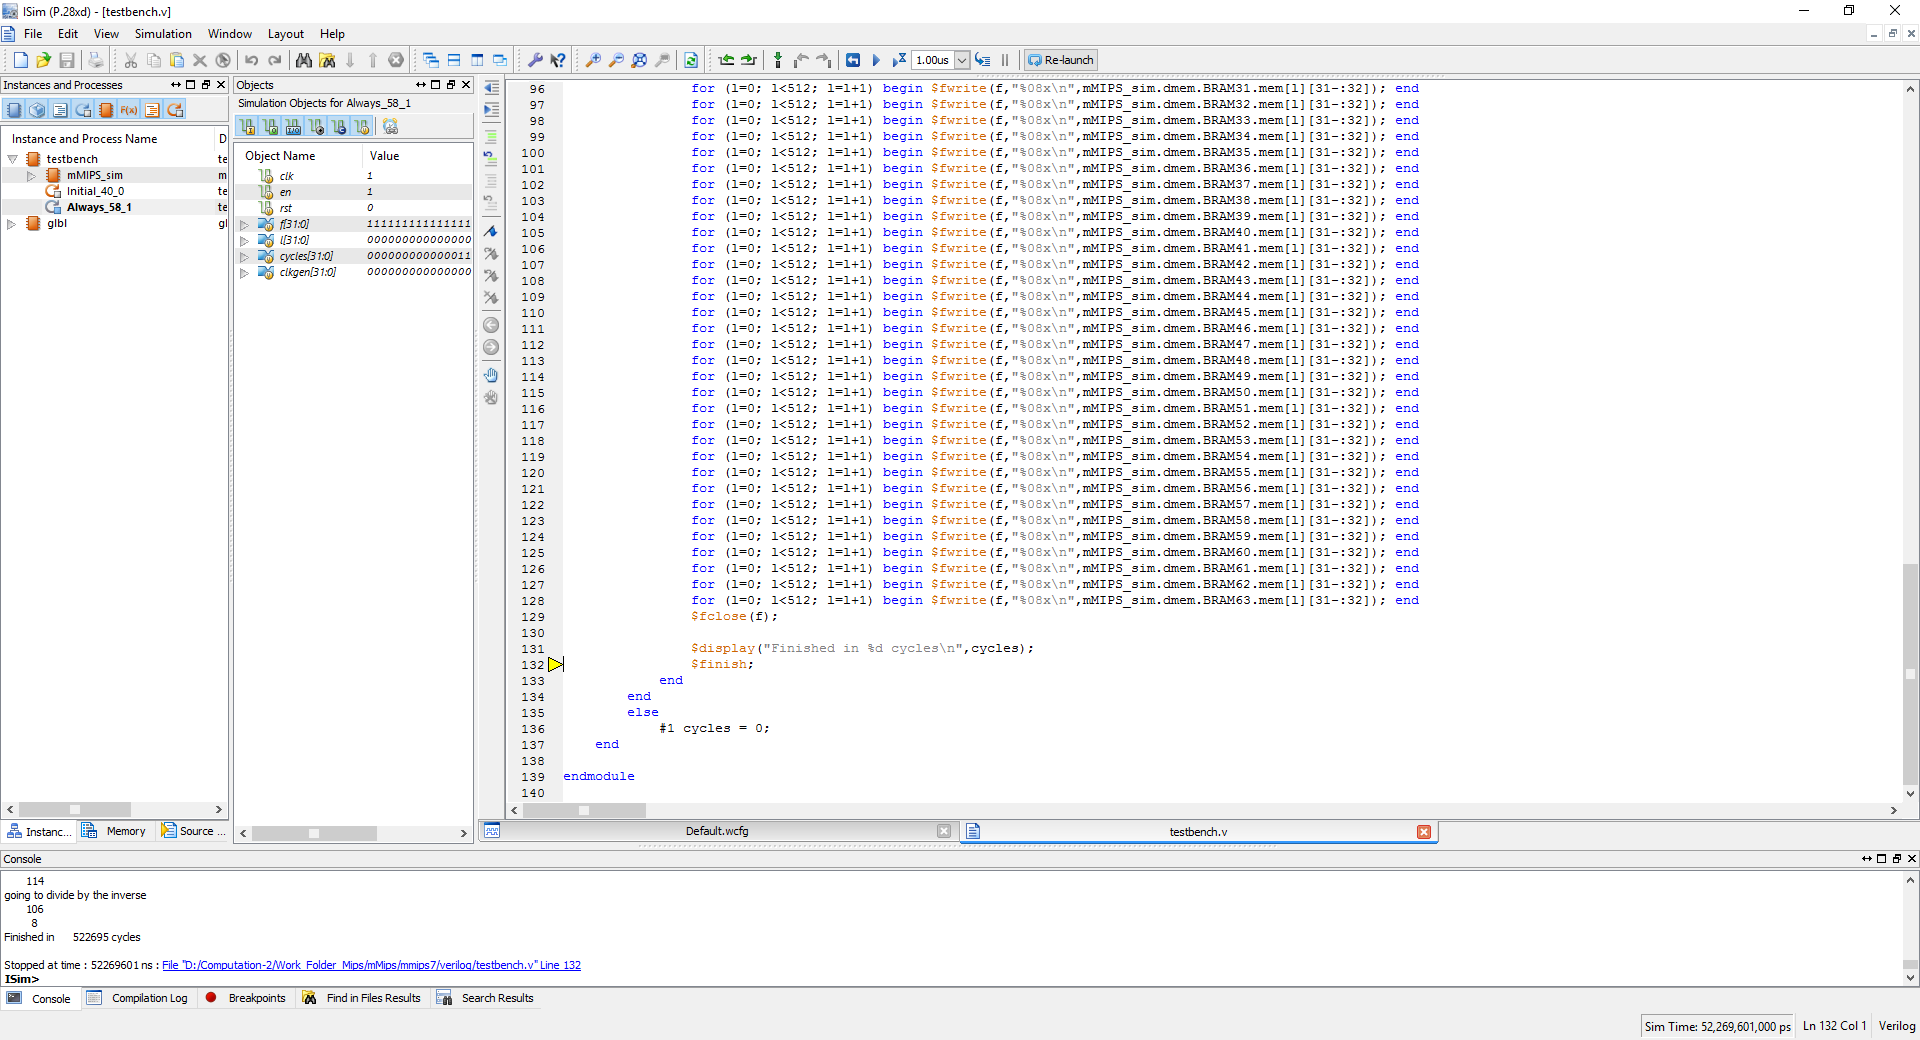 ISim (P.28xd) - [testbench.v]
File Edit View Simulation Window Layout Help
1.00us Re-launch
Instances and Processes
Instance and Process Name D
testbench te
mMIPS_sim m
Initial_40_0 te
Always_58_1 te
glbl gl
Instanc... Memory Source ...
Objects
Simulation Objects for Always_58_1
Object Name Value
clk 1
en 1
rst 0
f[31:0] 1111111111111111
l[31:0] 0000000000000000
cycles[31:0] 0000000000000011
clkgen[31:0] 0000000000000000
96 for (l=0; l<512; l=l+1) begin $fwrite(f,"%08x\n",mMIPS_sim.dmem.BRAM31.mem[l][31-:32]); end
97 for (l=0; l<512; l=l+1) begin $fwrite(f,"%08x\n",mMIPS_sim.dmem.BRAM32.mem[l][31-:32]); end
98 for (l=0; l<512; l=l+1) begin $fwrite(f,"%08x\n",mMIPS_sim.dmem.BRAM33.mem[l][31-:32]); end
99 for (l=0; l<512; l=l+1) begin $fwrite(f,"%08x\n",mMIPS_sim.dmem.BRAM34.mem[l][31-:32]); end
100 for (l=0; l<512; l=l+1) begin $fwrite(f,"%08x\n",mMIPS_sim.dmem.BRAM35.mem[l][31-:32]); end
101 for (l=0; l<512; l=l+1) begin $fwrite(f,"%08x\n",mMIPS_sim.dmem.BRAM36.mem[l][31-:32]); end
102 for (l=0; l<512; l=l+1) begin $fwrite(f,"%08x\n",mMIPS_sim.dmem.BRAM37.mem[l][31-:32]); end
103 for (l=0; l<512; l=l+1) begin $fwrite(f,"%08x\n",mMIPS_sim.dmem.BRAM38.mem[l][31-:32]); end
104 for (l=0; l<512; l=l+1) begin $fwrite(f,"%08x\n",mMIPS_sim.dmem.BRAM39.mem[l][31-:32]); end
105 for (l=0; l<512; l=l+1) begin $fwrite(f,"%08x\n",mMIPS_sim.dmem.BRAM40.mem[l][31-:32]); end
106 for (l=0; l<512; l=l+1) begin $fwrite(f,"%08x\n",mMIPS_sim.dmem.BRAM41.mem[l][31-:32]); end
107 for (l=0; l<512; l=l+1) begin $fwrite(f,"%08x\n",mMIPS_sim.dmem.BRAM42.mem[l][31-:32]); end
108 for (l=0; l<512; l=l+1) begin $fwrite(f,"%08x\n",mMIPS_sim.dmem.BRAM43.mem[l][31-:32]); end
109 for (l=0; l<512; l=l+1) begin $fwrite(f,"%08x\n",mMIPS_sim.dmem.BRAM44.mem[l][31-:32]); end
110 for (l=0; l<512; l=l+1) begin $fwrite(f,"%08x\n",mMIPS_sim.dmem.BRAM45.mem[l][31-:32]); end
111 for (l=0; l<512; l=l+1) begin $fwrite(f,"%08x\n",mMIPS_sim.dmem.BRAM46.mem[l][31-:32]); end
112 for (l=0; l<512; l=l+1) begin $fwrite(f,"%08x\n",mMIPS_sim.dmem.BRAM47.mem[l][31-:32]); end
113 for (l=0; l<512; l=l+1) begin $fwrite(f,"%08x\n",mMIPS_sim.dmem.BRAM48.mem[l][31-:32]); end
114 for (l=0; l<512; l=l+1) begin $fwrite(f,"%08x\n",mMIPS_sim.dmem.BRAM49.mem[l][31-:32]); end
115 for (l=0; l<512; l=l+1) begin $fwrite(f,"%08x\n",mMIPS_sim.dmem.BRAM50.mem[l][31-:32]); end
116 for (l=0; l<512; l=l+1) begin $fwrite(f,"%08x\n",mMIPS_sim.dmem.BRAM51.mem[l][31-:32]); end
117 for (l=0; l<512; l=l+1) begin $fwrite(f,"%08x\n",mMIPS_sim.dmem.BRAM52.mem[l][31-:32]); end
118 for (l=0; l<512; l=l+1) begin $fwrite(f,"%08x\n",mMIPS_sim.dmem.BRAM53.mem[l][31-:32]); end
119 for (l=0; l<512; l=l+1) begin $fwrite(f,"%08x\n",mMIPS_sim.dmem.BRAM54.mem[l][31-:32]); end
120 for (l=0; l<512; l=l+1) begin $fwrite(f,"%08x\n",mMIPS_sim.dmem.BRAM55.mem[l][31-:32]); end
121 for (l=0; l<512; l=l+1) begin $fwrite(f,"%08x\n",mMIPS_sim.dmem.BRAM56.mem[l][31-:32]); end
122 for (l=0; l<512; l=l+1) begin $fwrite(f,"%08x\n",mMIPS_sim.dmem.BRAM57.mem[l][31-:32]); end
123 for (l=0; l<512; l=l+1) begin $fwrite(f,"%08x\n",mMIPS_sim.dmem.BRAM58.mem[l][31-:32]); end
124 for (l=0; l<512; l=l+1) begin $fwrite(f,"%08x\n",mMIPS_sim.dmem.BRAM59.mem[l][31-:32]); end
125 for (l=0; l<512; l=l+1) begin $fwrite(f,"%08x\n",mMIPS_sim.dmem.BRAM60.mem[l][31-:32]); end
126 for (l=0; l<512; l=l+1) begin $fwrite(f,"%08x\n",mMIPS_sim.dmem.BRAM61.mem[l][31-:32]); end
127 for (l=0; l<512; l=l+1) begin $fwrite(f,"%08x\n",mMIPS_sim.dmem.BRAM62.mem[l][31-:32]); end
128 for (l=0; l<512; l=l+1) begin $fwrite(f,"%08x\n",mMIPS_sim.dmem.BRAM63.mem[l][31-:32]); end
129 $fclose(f);
130
131 $display("Finished in %d cycles\n",cycles);
132 $finish;
133 end
134 end
135 else
136 #1 cycles = 0;
137 end
138
139 endmodule
140
Default.wcfg testbench.v
Console
114
going to divide by the inverse
106
8
Finished in 522695 cycles
Stopped at time : 52269601 ns : File "D:/Computation-2/Work_Folder_Mips/mMips/mmips7/verilog/testbench.v" Line 132
ISim>
Console Compilation Log Breakpoints Find in Files Results Search Results
Sim Time: 52,269,601,000 ps Ln 132 Col 1 Verilog